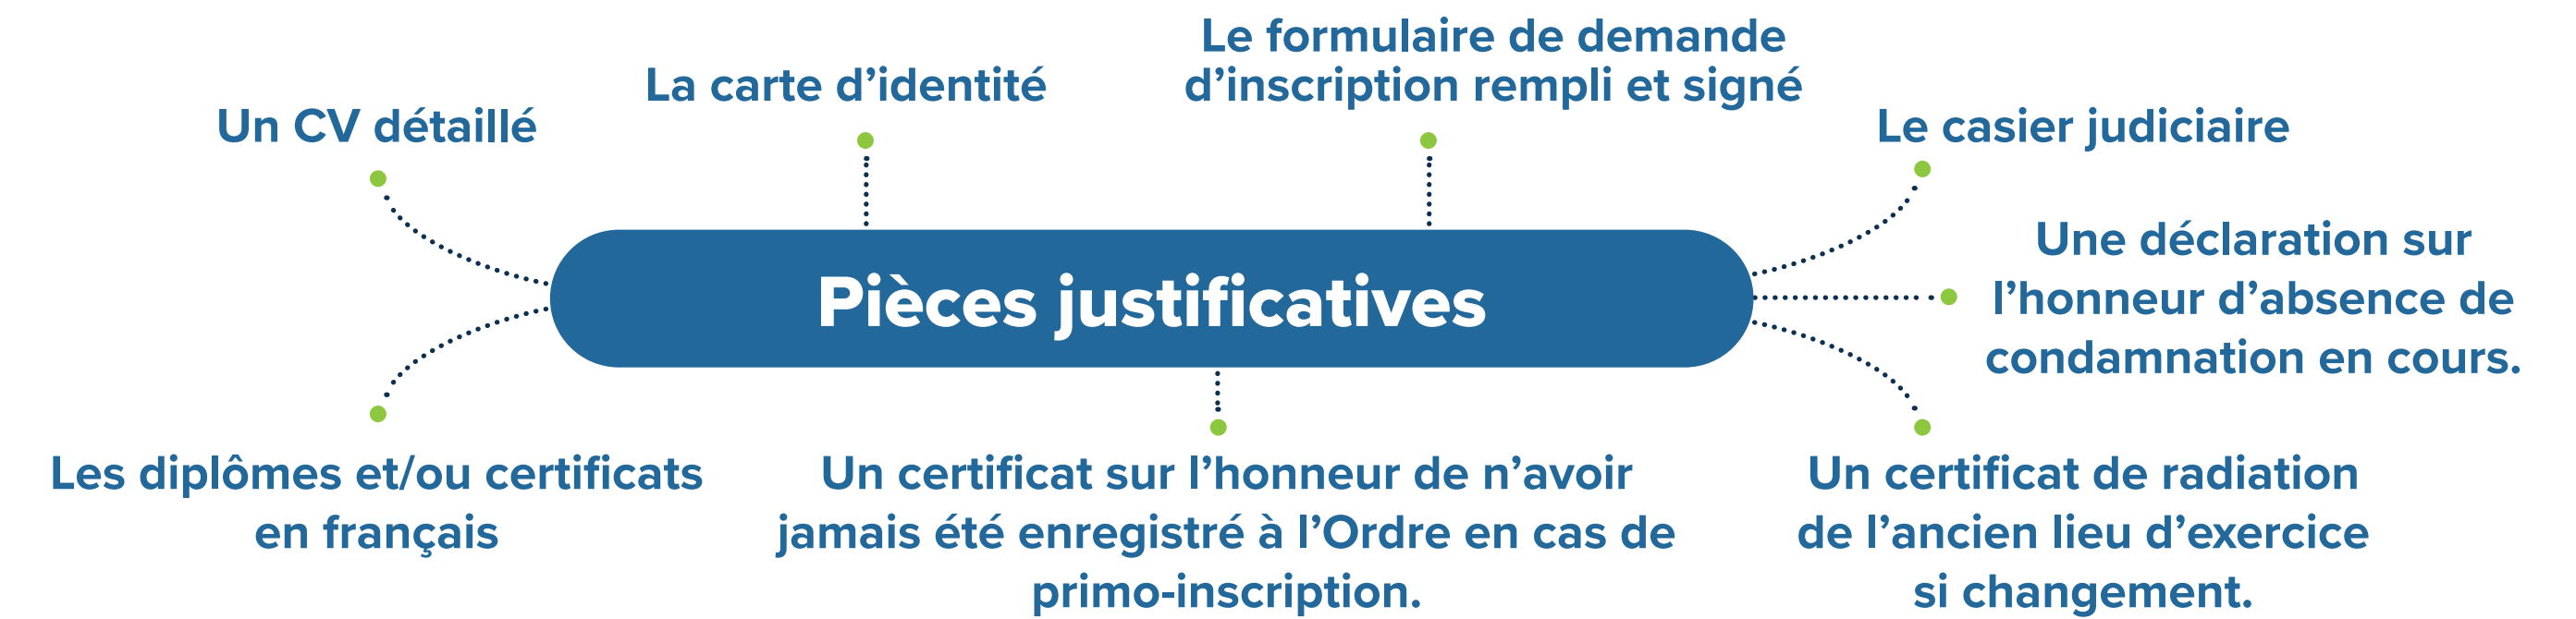 Le formulaire de demande
d’inscription rempli et signé
La carte d’identité
Un CV détaillé
Le casier judiciaire
Une déclaration sur
l’honneur d’absence de
condamnation en cours.
Pièces justificatives
Les diplômes et/ou certificats
en français
Un certificat sur l’honneur de n’avoir
jamais été enregistré à l’Ordre en cas de
primo-inscription.
Un certificat de radiation
de l’ancien lieu d’exercice
si changement.